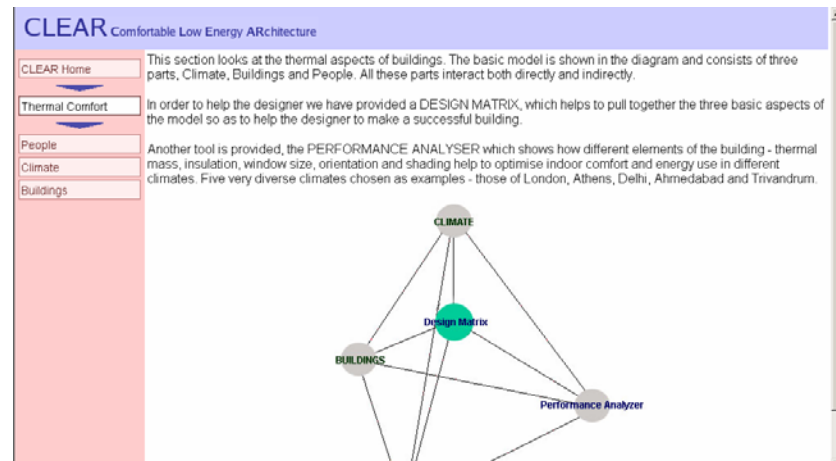 CLEAR Comfortable Low Energy ARchitecture
CLEAR Home
Thermal Comfort
People
Climate
Buildings
This section looks at the thermal aspects of buildings. The basic model is shown in the diagram and consists of three
parts, Climate, Buildings and People. All these parts interact both directly and indirectly.
In order to help the designer we have provided a DESIGN MATRIX, which helps to pull together the three basic aspects of
the model so as to help the designer to make a successful building.
Another tool is provided, the PERFORMANCE ANALYSER which shows how different elements of the building - thermal
mass, insulation, window size, orientation and shading help to optimise indoor comfort and energy use in different
climates. Five very diverse climates chosen as examples - those of London, Athens, Delhi, Ahmedabad and Trivandrum.
CLIMATE
Design Matrix
BUILDINGS
Performance Analyzer